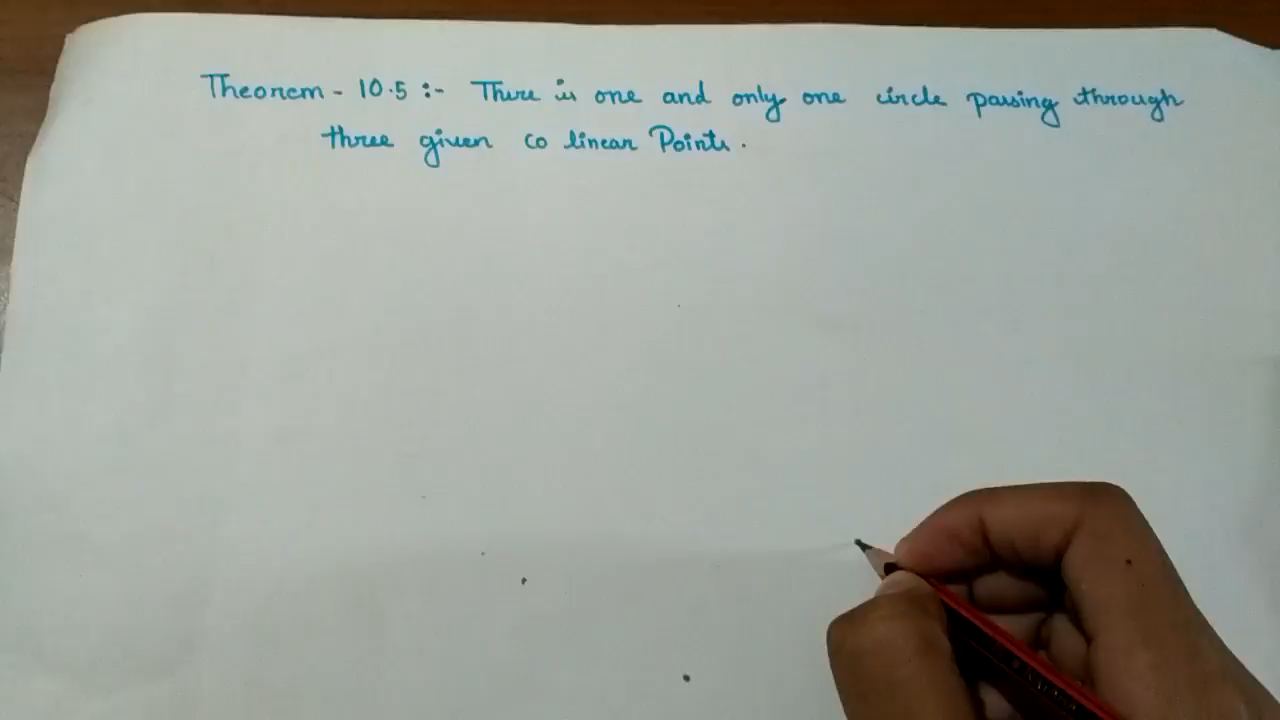 Theorem - 10.5 :- There is one and only one circle passing through
three given co linear Points.